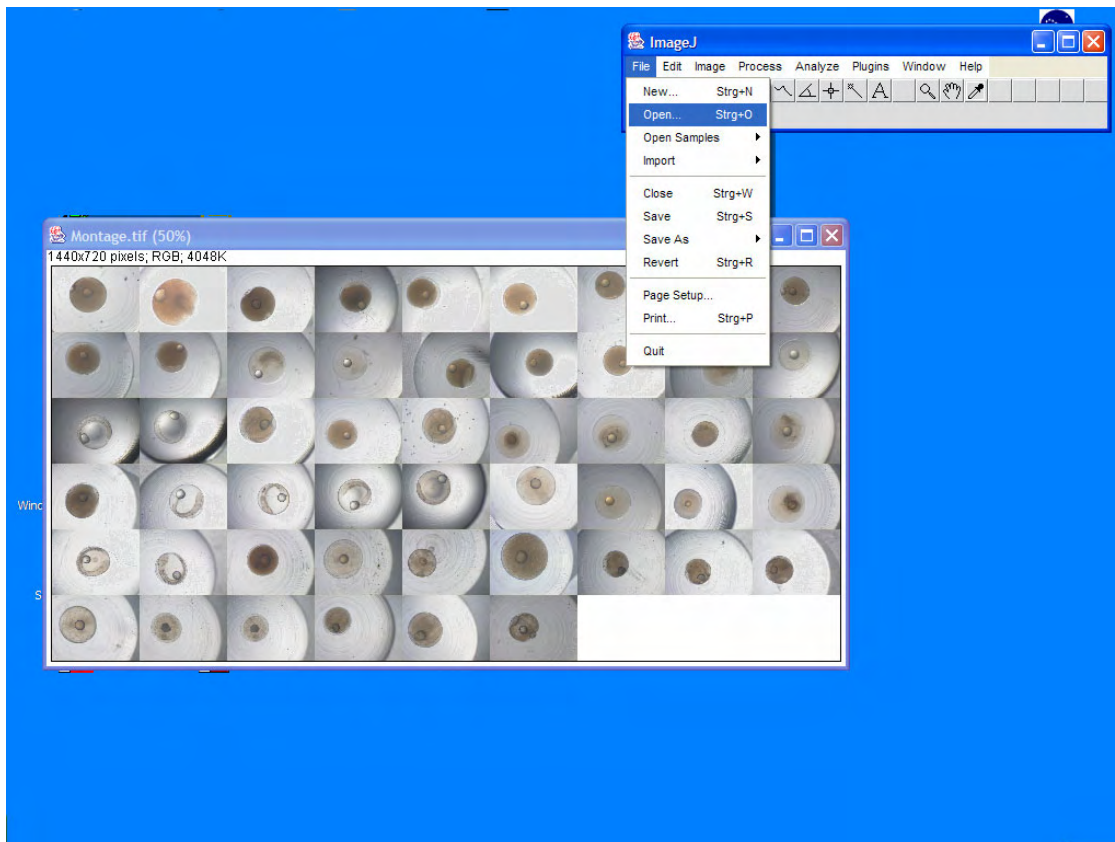 ImageJ
File Edit Image Process Analyze Plugins Window Help
A
New... Strg+N
Open... Strg+O
Open Samples
Import
Close Strg+W
Save Strg+S
Save As
Revert Strg+R
Page Setup...
Print... Strg+P
Quit
Montage.tif (50%)
1440x720 pixels; RGB; 4048K
Winc
S